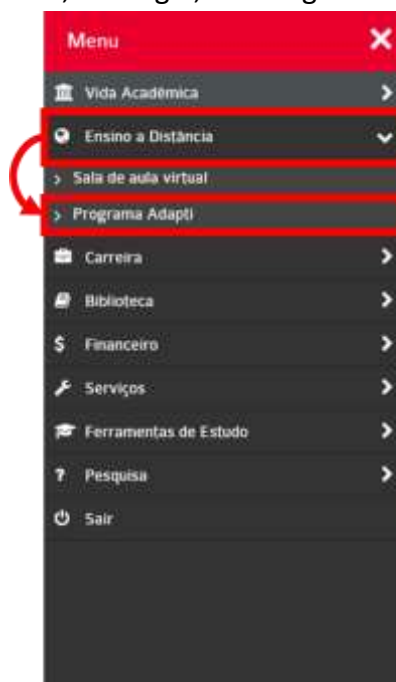 Menu
Vida Acadêmica
Ensino a Distância
Sala de aula virtual
Programa Adapti
Carreira
Biblioteca
$ Financeiro
Serviços
Ferramentas de Estudo
? Pesquisa
Sair